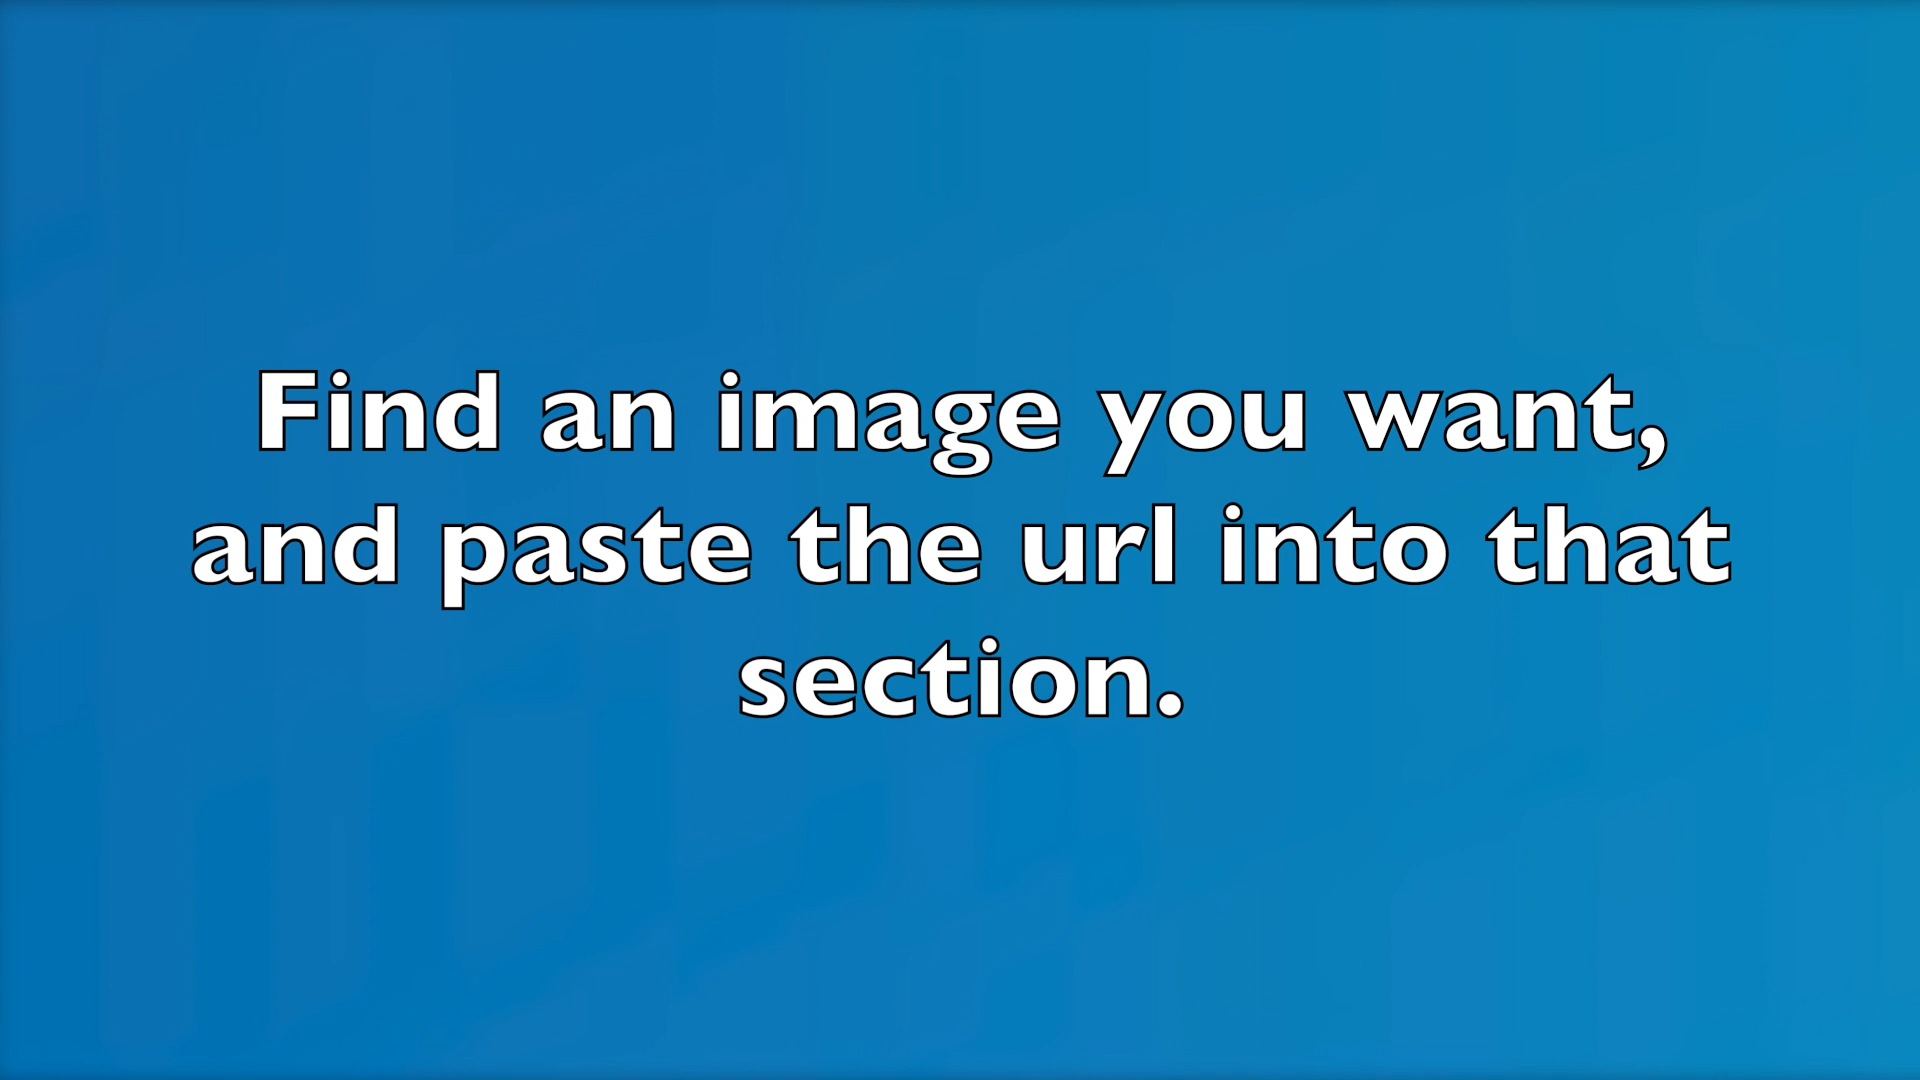 Find an image you want,
and paste the url into that
section.